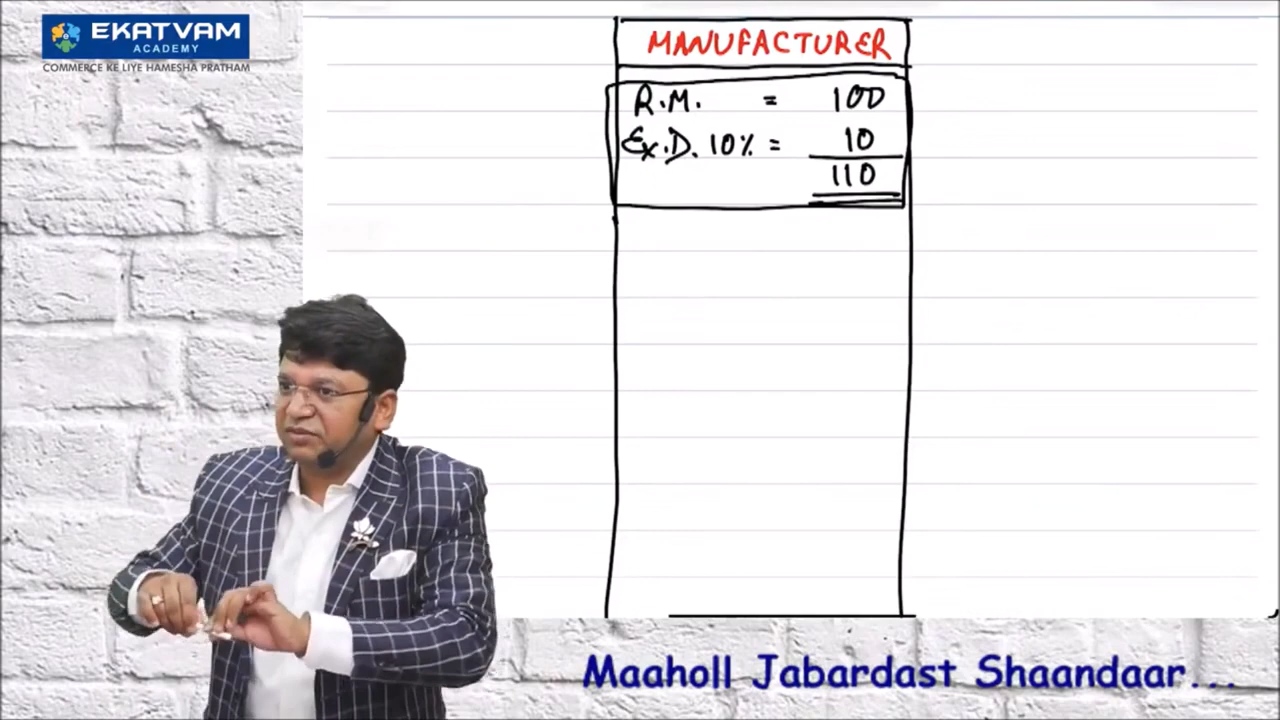 EKATVAM
ACADEMY
COMMERCE KE LIYE HAMESHA PRATHAM
MANUFACTURER
R.M. = 100
Ex.D. 10% = 10
110
Maaholl Jabardast Shaandaar...